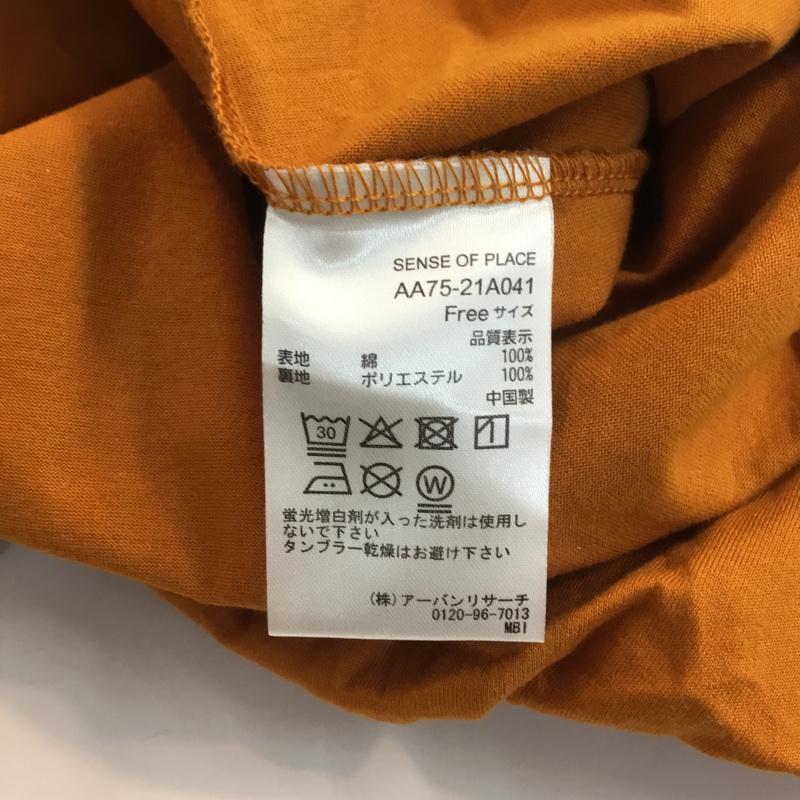 SENSE OF PLACE
AA75-21A041
Free サイズ
品質表示
表地 綿 100%
裏地 ポリエステル 100%
中国製
30
W
蛍光増白剤が入った洗剤は使用し
ないで下さい
タンブラー乾燥はお避け下さい
(株)アーバンリサーチ
0120-96-7013
MBI